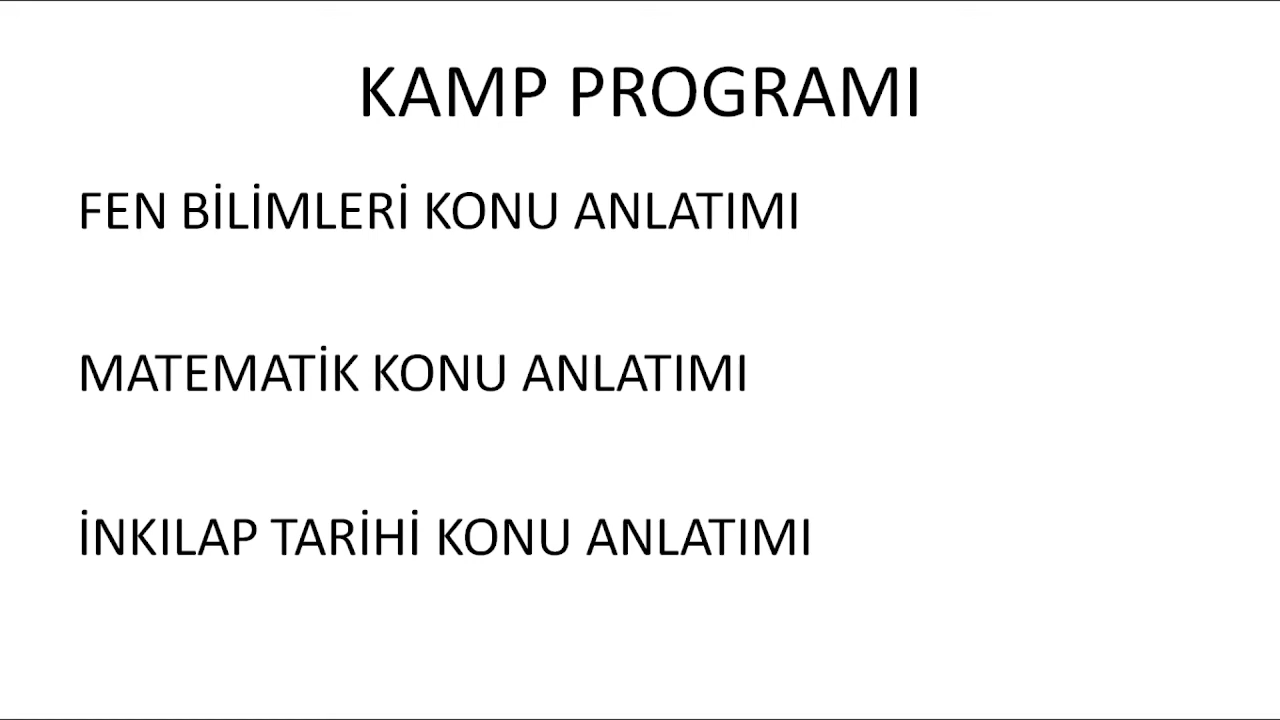 KAMP PROGRAMI
FEN BİLİMLERİ KONU ANLATIMI
MATEMATİK KONU ANLATIMI
İNKILAP TARİHİ KONU ANLATIMI